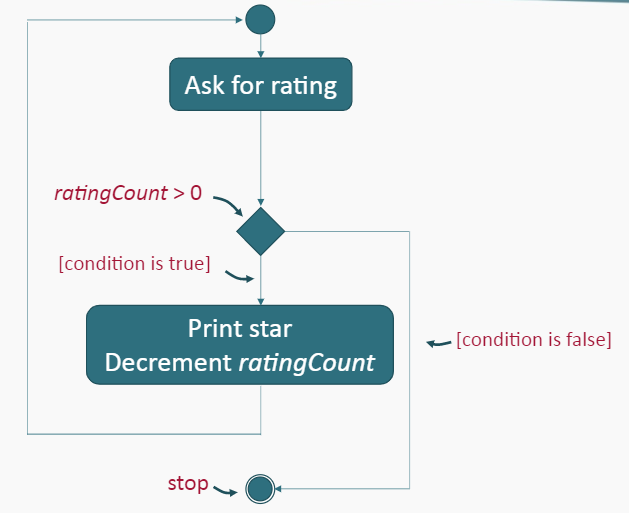 Ask for rating
ratingCount > 0
[condition is true]
Print star
Decrement ratingCount
[condition is false]
stop